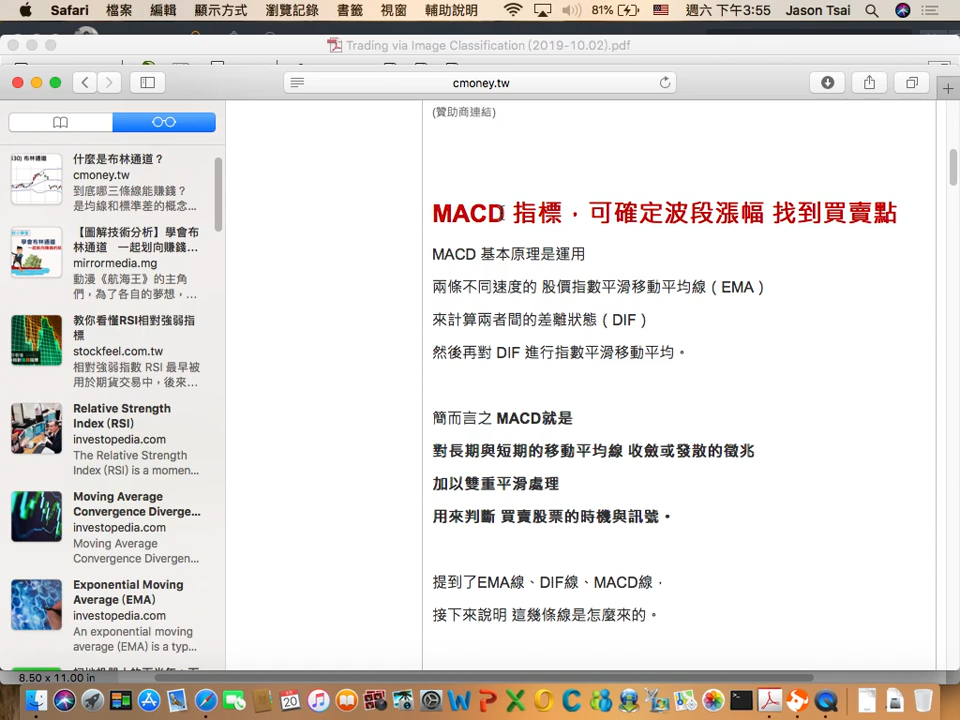 Safari 檔案 編輯 顯示方式 瀏覽記錄 書籤 視窗 輔助說明 81% 週六 下午3:55 Jason Tsai
Trading via Image Classification (2019-10.02).pdf
cmoney.tw
什麼是布林通道？
cmoney.tw
到底哪三條線能賺錢？
是均線和標準差的概念...
【圖解技術分析】學會布
林通道 一起划向賺錢...
mirrormedia.mg
動漫《航海王》的主角
們，為了各自的夢想，...
教你看懂RSI相對強弱指
標
stockfeel.com.tw
相對強弱指數 RSI 最早被
用於期貨交易中，後來...
Relative Strength
Index (RSI)
investopedia.com
The Relative Strength
Index (RSI) is a momen...
Moving Average
Convergence Diverge...
investopedia.com
Moving Average
Convergence Divergen...
Exponential Moving
Average (EMA)
investopedia.com
An exponential moving
average (EMA) is a typ...
(贊助商連結)
MACD 指標，可確定波段漲幅 找到買賣點
MACD 基本原理是運用
兩條不同速度的 股價指數平滑移動平均線（EMA）
來計算兩者間的差離狀態（DIF）
然後再對 DIF 進行指數平滑移動平均。
簡而言之 MACD就是
對長期與短期的移動平均線 收斂或發散的徵兆
加以雙重平滑處理
用來判斷 買賣股票的時機與訊號。
提到了EMA線、DIF線、MACD線，
接下來說明 這幾條線是怎麼來的。
8.50 x 11.00 in